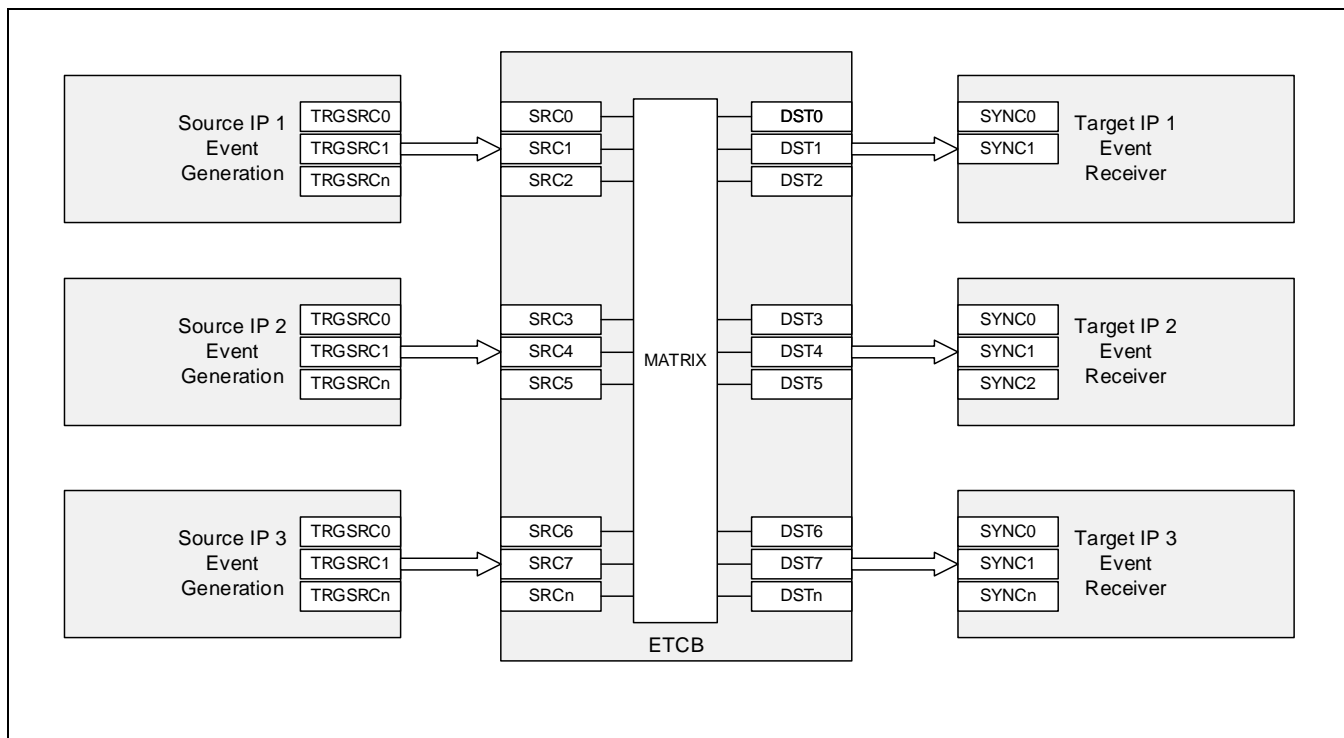 Source IP 1
Event
Generation
TRGSRC0
TRGSRC1
TRGSRCn
SRC0
SRC1
SRC2
DST0
DST1
DST2
SYNC0
SYNC1
Target IP 1
Event
Receiver
Source IP 2
Event
Generation
TRGSRC0
TRGSRC1
TRGSRCn
SRC3
SRC4
SRC5
MATRIX
DST3
DST4
DST5
SYNC0
SYNC1
SYNC2
Target IP 2
Event
Receiver
Source IP 3
Event
Generation
TRGSRC0
TRGSRC1
TRGSRCn
SRC6
SRC7
SRCn
DST6
DST7
DSTn
SYNC0
SYNC1
SYNCn
Target IP 3
Event
Receiver
ETCB